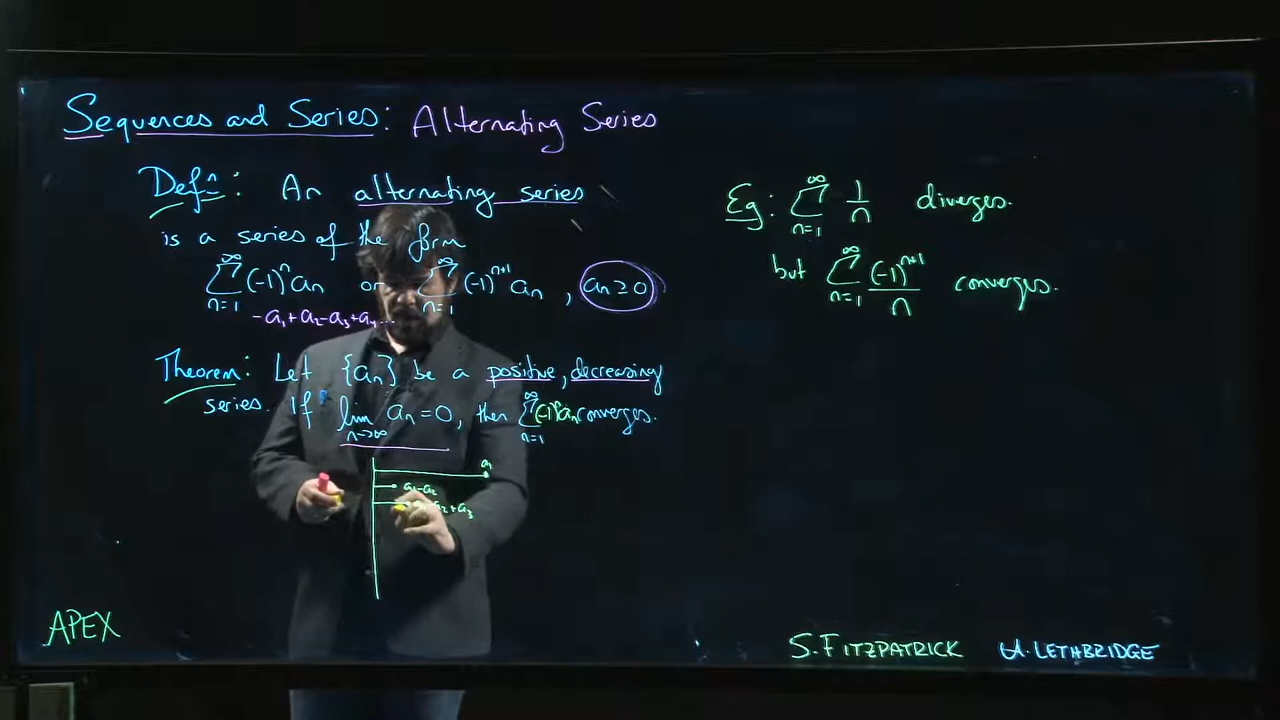 Sequences and Series: Alternating Series
Defⁿ: An alternating series
is a series of the form
∑_{n=1}^{∞} (-1)^n a_n or ∑_{n=1}^{∞} (-1)^{n+1} a_n , a_n ≥ 0
-a_1 + a_2 - a_3 + a_4 ...
Theorem: Let {a_n} be a positive, decreasing
series. If lim_{n→∞} a_n = 0, then ∑_{n=1}^{∞} (-1)^n a_n converges.
a_1
a_1 - a_2
a_2 + a_3
Eg: ∑_{n=1}^{∞} 1/n diverges.
but ∑_{n=1}^{∞} (-1)^{n+1}/n converges.
APEX
S. FITZPATRICK U. LETHBRIDGE